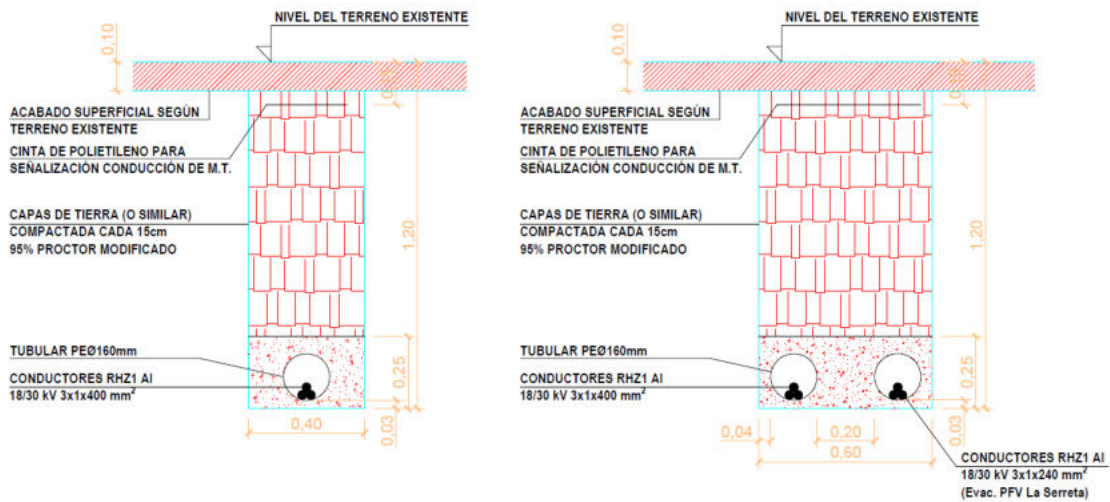 NIVEL DEL TERRENO EXISTENTE
0,10
ACABADO SUPERFICIAL SEGÚN
TERRENO EXISTENTE
CINTA DE POLIETILENO PARA
SEÑALIZACIÓN CONDUCCIÓN DE M.T.
CAPAS DE TIERRA (O SIMILAR)
COMPACTADA CADA 15cm
95% PROCTOR MODIFICADO
1,20
TUBULAR PEØ160mm
CONDUCTORES RHZ1 Al
18/30 kV 3x1x400 mm²
0,25
0,03
0,40
NIVEL DEL TERRENO EXISTENTE
0,10
ACABADO SUPERFICIAL SEGÚN
TERRENO EXISTENTE
CINTA DE POLIETILENO PARA
SEÑALIZACIÓN CONDUCCIÓN DE M.T.
CAPAS DE TIERRA (O SIMILAR)
COMPACTADA CADA 15cm
95% PROCTOR MODIFICADO
1,20
TUBULAR PEØ160mm
CONDUCTORES RHZ1 Al
18/30 kV 3x1x400 mm²
0,25
0,03
0,04
0,20
0,60
CONDUCTORES RHZ1 Al
18/30 kV 3x1x240 mm²
(Evac. PFV La Serreta)